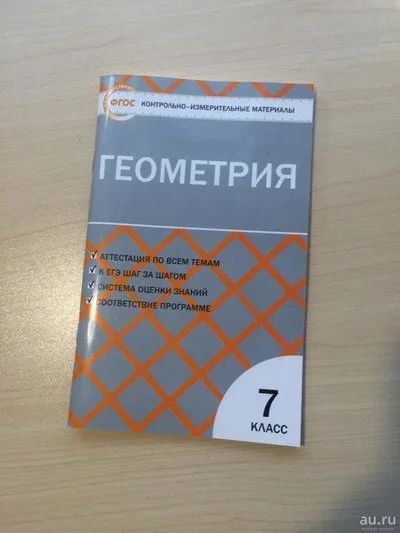 ФГОС
КОНТРОЛЬНО-ИЗМЕРИТЕЛЬНЫЕ МАТЕРИАЛЫ
ГЕОМЕТРИЯ
АТТЕСТАЦИЯ ПО ВСЕМ ТЕМАМ
К ЕГЭ ШАГ ЗА ШАГОМ
СИСТЕМА ОЦЕНКИ ЗНАНИЙ
СООТВЕТСТВИЕ ПРОГРАММЕ
7
КЛАСС
au.ru